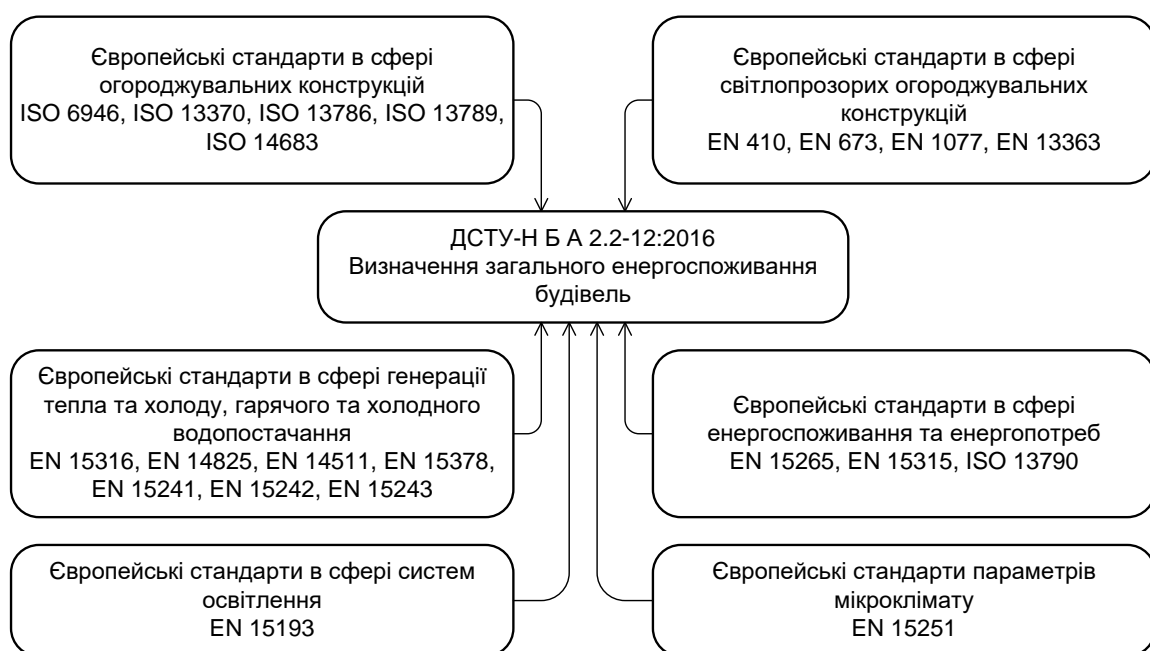 Європейські стандарти в сфері
огороджувальних конструкцій
ISO 6946, ISO 13370, ISO 13786, ISO 13789,
ISO 14683
Європейські стандарти в сфері
світлопрозорих огороджувальних
конструкцій
EN 410, EN 673, EN 1077, EN 13363
ДСТУ-Н Б А 2.2-12:2016
Визначення загального енергоспоживання
будівель
Європейські стандарти в сфері генерації
тепла та холоду, гарячого та холодного
водопостачання
EN 15316, EN 14825, EN 14511, EN 15378,
EN 15241, EN 15242, EN 15243
Європейські стандарти в сфері
енергоспоживання та енергопотреб
EN 15265, EN 15315, ISO 13790
Європейські стандарти в сфері систем
освітлення
EN 15193
Європейські стандарти параметрів
мікроклімату
EN 15251